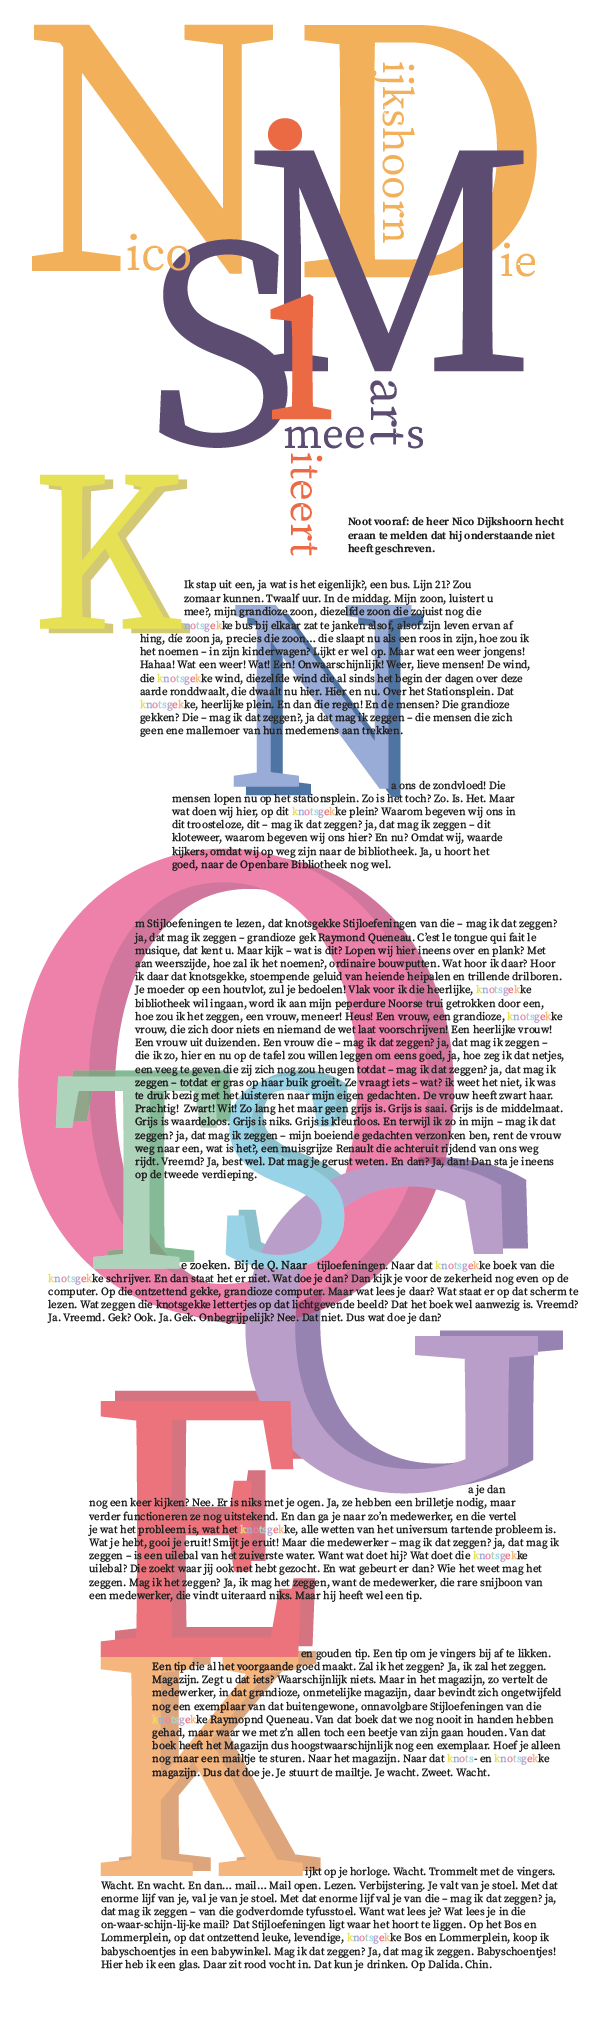 Nico Dijkshoorn
Die
Smeet
Smarts
citeert
Noot vooraf: de heer Nico Dijkshoorn hecht
eraan te melden dat hij onderstaande niet
heeft geschreven.
K
Ik stap uit een, ja wat is het eigenlijk?, een bus. Lijn 21? Zou
zomaar kunnen. Twaalf uur. In de middag. Mijn zoon, luistert u
mee?, mijn grandioze zoon, diezelfde zoon die zojuist nog die
knotsgekke bus bij elkaar zat te janken alsof, alsof zijn leven ervan af
hing, die zoon ja, precies die zoon… die slaapt nu als een roos in zijn, hoe zou ik
het noemen – in zijn kinderwagen? Lijkt er wel op. Maar wat een weer jongens!
Hahaa! Wat een weer! Wat! Een! Onwaarschijnlijk! Weer, lieve mensen! De wind,
die knotsgekke wind, diezelfde wind die al sinds het begin der dagen over deze
aarde ronddwaalt, die dwaalt nu hier. Hier en nu. Over het Stationsplein. Dat
knotsgekke, heerlijke plein. En dan die regen! En de mensen? Die grandioze
gekken? Die – mag ik dat zeggen?, ja dat mag ik zeggen – die mensen die zich
geen ene mallemoer van hun medemens aan trekken.
N
a ons de zondvloed! Die
mensen lopen nu op het stationsplein. Zo is het toch? Zo. Is. Het. Maar
wat doen wij hier, op dit knotsgekke plein? Waarom begeven wij ons in
dit troosteloze, dit – mag ik dat zeggen? ja, dat mag ik zeggen – dit
kloteweer, waarom begeven wij ons hier? En nu? Omdat wij, waarde
kijkers, omdat wij op weg zijn naar de bibliotheek. Ja, u hoort het
goed, naar de Openbare Bibliotheek nog wel.
O
m Stijloefeningen te lezen, dat knotsgekke Stijloefeningen van die – mag ik dat zeggen?
ja, dat mag ik zeggen – grandioze gek Raymond Queneau. C’est le tongue qui fait le
musique, dat kent u. Maar kijk – wat is dit? Lopen wij hier ineens over en plank? Met
aan weerszijde, hoe zal ik het noemen?, ordinaire bouwputten. Wat hoor ik daar? Hoor
ik daar dat knotsgekke, stoempende geluid van heiende heipalen en trillende drilboren.
Je moeder op een houtvlot, zul je bedoelen! Vlak voor ik die heerlijke, knotsgekke
bibliotheek wil ingaan, word ik aan mijn peperdure Noorse trui getrokken door een,
hoe zou ik het zeggen, een vrouw, meneer! Heus! Een vrouw, een grandioze, knotsgekke
vrouw, die zich door niets en niemand de wet laat voorschrijven! Een heerlijke vrouw!
Een vrouw uit duizenden. Een vrouw die – mag ik dat zeggen? ja, dat mag ik zeggen –
die ik zo, hier en nu op de tafel zou willen leggen om eens goed, ja, hoe zeg ik dat netjes,
een veeg te geven die zij zich nog zou heugen totdat – mag ik dat zeggen? ja, dat mag ik
zeggen – totdat er gras op haar buik groeit. Ze vraagt iets – wat? ik weet het niet, ik was
te druk bezig met het luisteren naar mijn eigen gedachten. De vrouw heeft zwart haar.
Prachtig! Zwart! Wit! Zo lang het maar geen grijs is. Grijs is saai. Grijs is de middelmaat.
Grijs is waardeloos. Grijs is niks. Grijs is kleurloos. En terwijl ik zo in mijn – mag ik dat
zeggen? ja, dat mag ik zeggen – mijn boeiende gedachten verzonken ben, rent de vrouw
weg naar een, wat is het?, een muisgrijze Renault die achteruit rijdend van ons weg
rijdt. Vreemd? Ja, best wel. Dat mag je gerust weten. En dan? Ja, dan! Dan sta je ineens
op de tweede verdieping.
T
S
G
e zoeken. Bij de Q. Naar tijloefeningen. Naar dat knotsgekke boek van die
knotsgekke schrijver. En dan staat het er niet. Wat doe je dan? Dan kijk je voor de zekerheid nog even op de
computer. Op die ontzettend gekke, grandioze computer. Maar wat lees je daar? Wat staat er op dat scherm te
lezen. Wat zeggen die knotsgekke lettertjes op dat lichtgevende beeld? Dat het boek wel aanwezig is. Vreemd?
Ja. Vreemd. Gek? Ook. Ja. Gek. Onbegrijpelijk? Nee. Dat niet. Dus wat doe je dan?
a je dan
nog een keer kijken? Nee. Er is niks met je ogen. Ja, ze hebben een brilletje nodig, maar
verder functioneren ze nog uitstekend. En dan ga je naar zo’n medewerker, en die vertel
je wat het probleem is, wat het knotsgekke, alle wetten van het universum tartende probleem is.
Wat je hebt, gooi je eruit! Smijt je eruit! Maar die medewerker – mag ik dat zeggen? ja, dat mag ik
zeggen – is een uilebal van het zuiverste water. Want wat doet hij? Wat doet die knotsgekke
uilebal? Die zoekt waar jij ook net hebt gezocht. En wat gebeurt er dan? Wie het weet mag het
zeggen. Mag ik het zeggen? Ja, ik mag het zeggen, want de medewerker, die rare snijboon van
een medewerker, die vindt uiteraard niks. Maar hij heeft wel een tip.
E
en gouden tip. Een tip om je vingers bij af te likken.
Een tip die al het voorgaande goed maakt. Zal ik het zeggen? Ja, ik zal het zeggen.
Magazijn. Zegt u dat iets? Waarschijnlijk niets. Maar in het magazijn, zo vertelt de
medewerker, in dat grandioze, onmetelijke magazijn, daar bevindt zich ongetwijfeld
nog een exemplaar van dat buitengewone, onnavolgbare Stijloefeningen van die
knotsgekke Raymopnd Queneau. Van dat boek dat we nog nooit in handen hebben
gehad, maar waar we met z’n allen toch een beetje van zijn gaan houden. Van dat
boek heeft het Magazijn dus hoogstwaarschijnlijk nog een exemplaar. Hoef je alleen
nog maar een mailtje te sturen. Naar het magazijn. Naar dat knots- en knotsgekke
magazijn. Dus dat doe je. Je stuurt de mailtje. Je wacht. Zweet. Wacht.
K
ijkt op je horloge. Wacht. Trommelt met de vingers.
Wacht. En wacht. En dan… mail… Mail open. Lezen. Verbijstering. Je valt van je stoel. Met dat
enorme lijf van je, val je van je stoel. Met dat enorme lijf val je van die – mag ik dat zeggen? ja,
dat mag ik zeggen – van die godverdomde tyfusstoel. Want wat lees je? Wat lees je in die
on-waar-schijn-lij-ke mail? Dat Stijloefeningen ligt waar het hoort te liggen. Op het Bos en
Lommerplein, op dat ontzettend leuke, levendige, knotsgekke Bos en Lommerplein, koop ik
babyschoentjes in een babywinkel. Mag ik dat zeggen? Ja, dat mag ik zeggen. Babyschoentjes!
Hier heb ik een glas. Daar zit rood vocht in. Dat kun je drinken. Op Dalida. Chin.